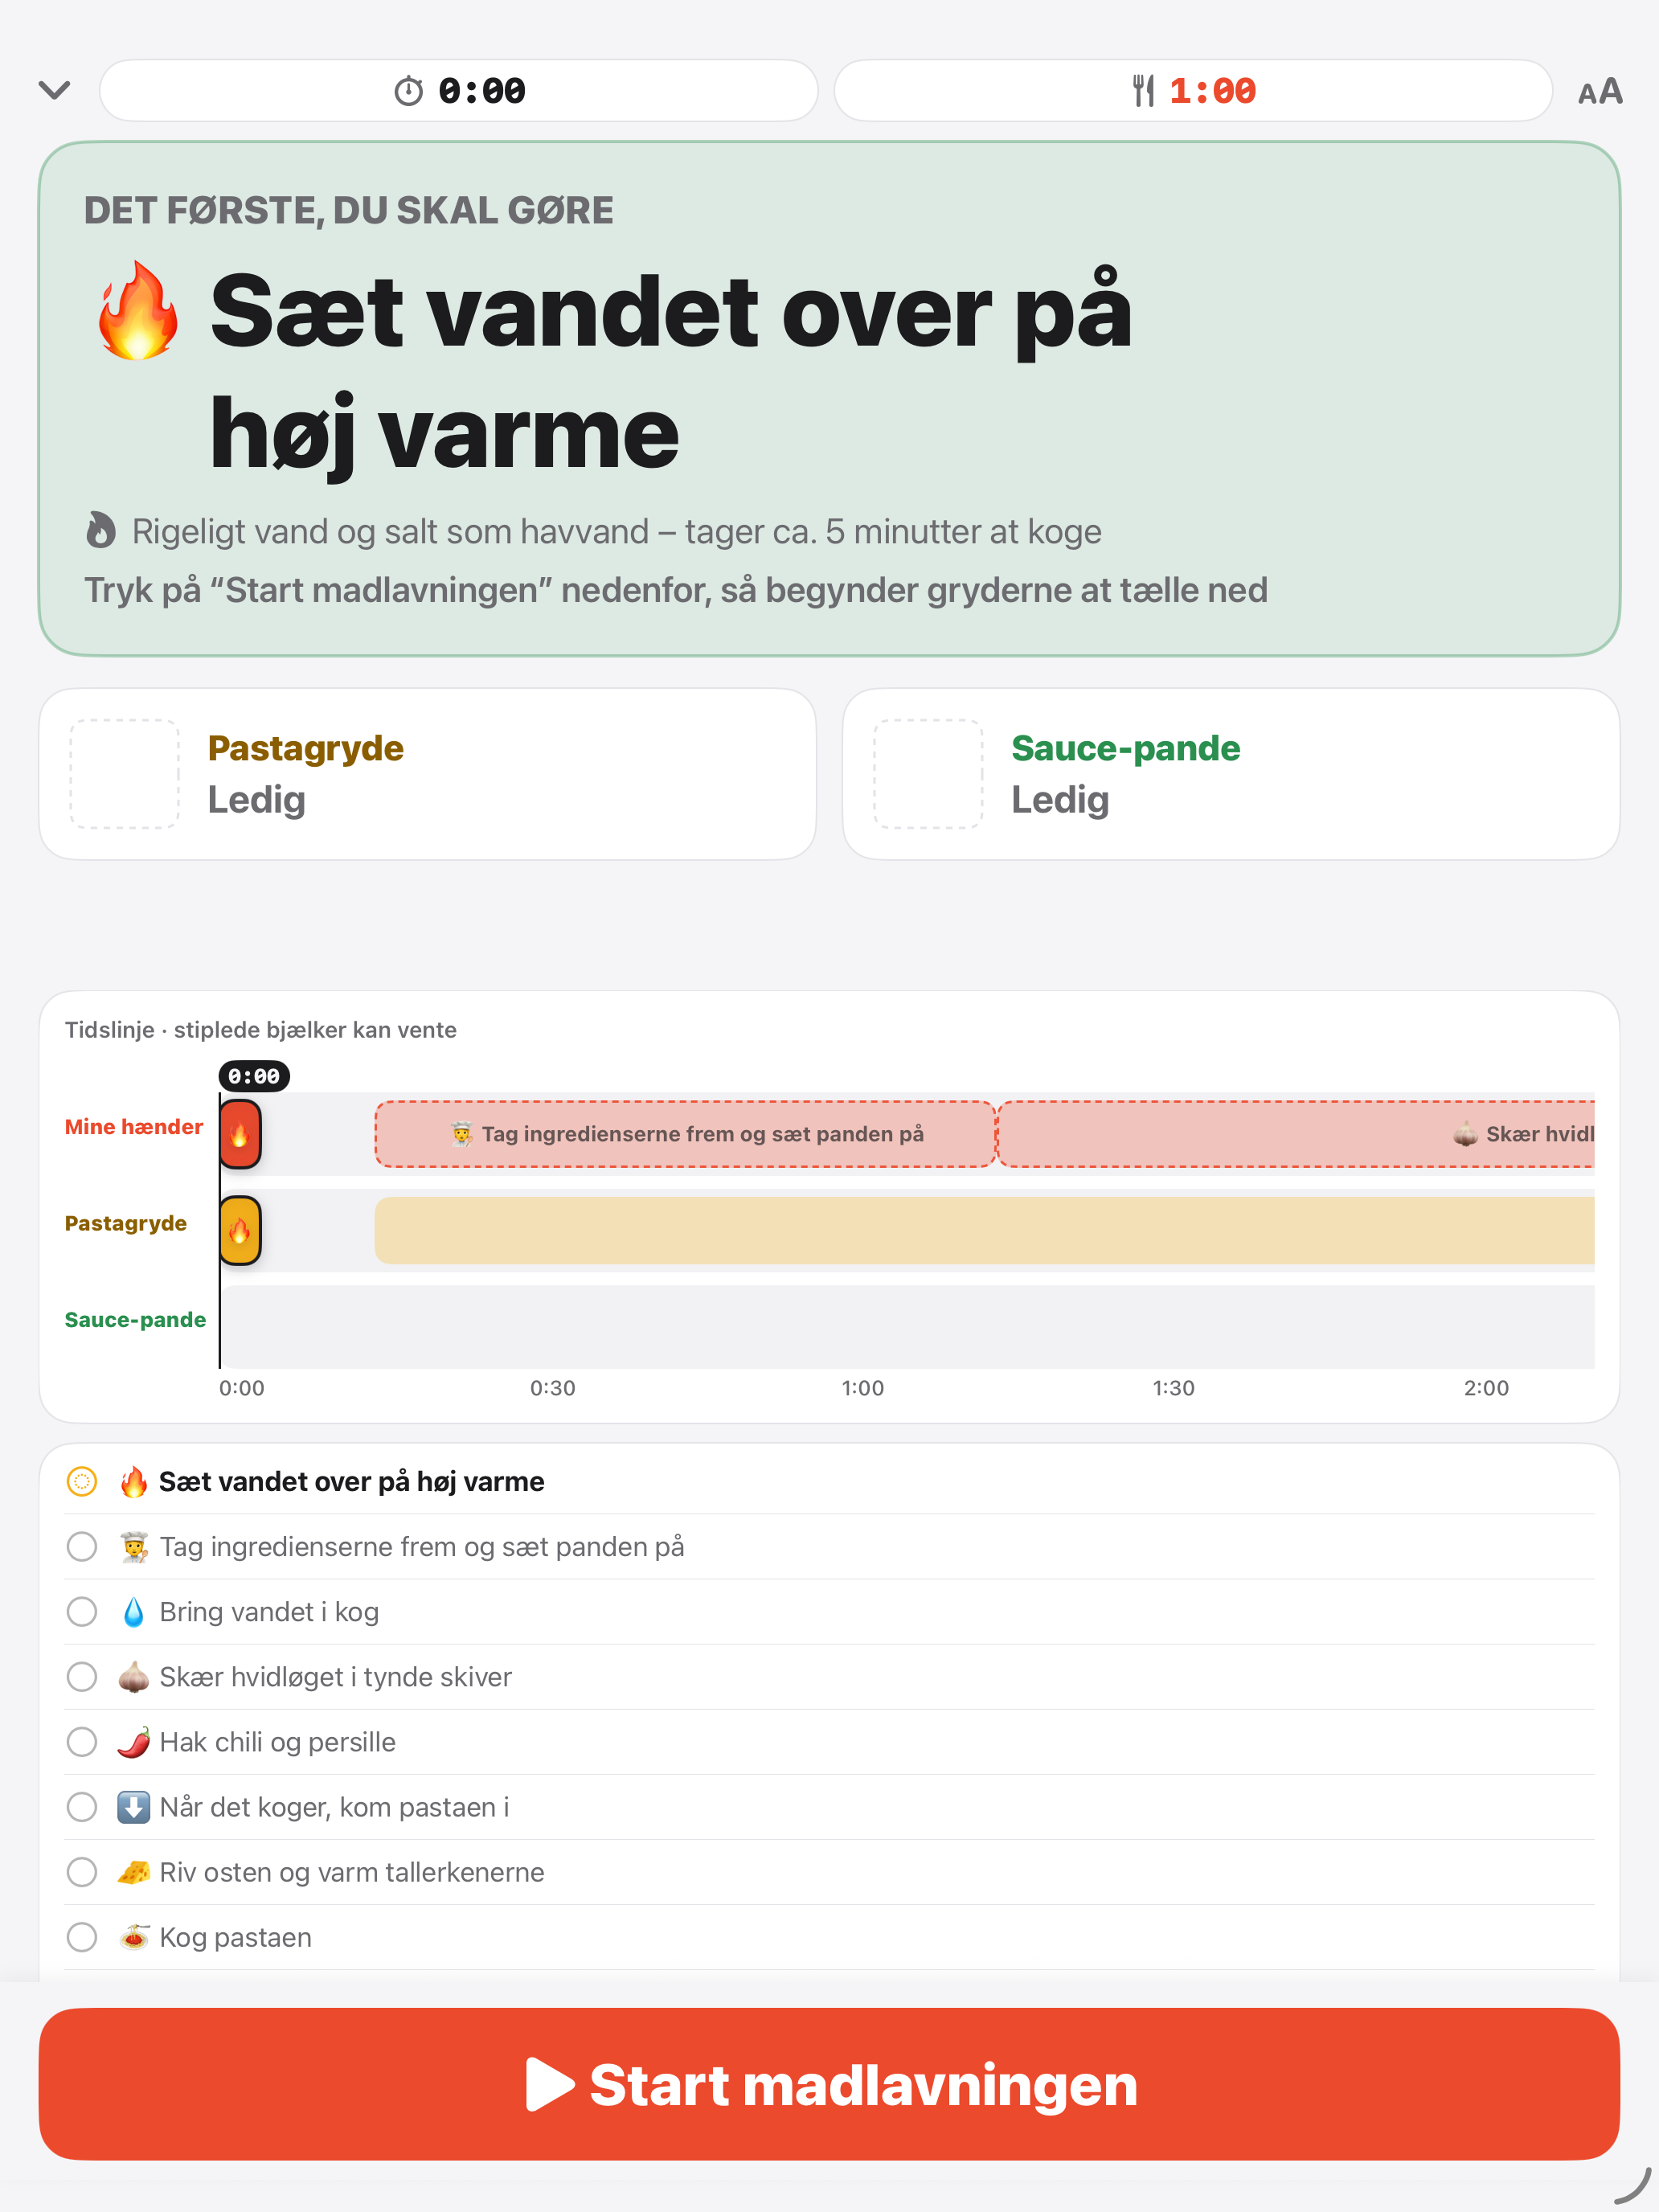 0:00
1:00
AA
DET FØRSTE, DU SKAL GØRE
Sæt vandet over på
høj varme
Rigeligt vand og salt som havvand – tager ca. 5 minutter at koge
Tryk på “Start madlavningen” nedenfor, så begynder gryderne at tælle ned
Pastagryde
Ledig
Sauce-pande
Ledig
Tidslinje · stiplede bjælker kan vente
0:00
Mine hænder
Tag ingredienserne frem og sæt panden på
Skær hvidl
Pastagryde
Sauce-pande
0:00 0:30 1:00 1:30 2:00
Sæt vandet over på høj varme
Tag ingredienserne frem og sæt panden på
Bring vandet i kog
Skær hvidløget i tynde skiver
Hak chili og persille
Når det koger, kom pastaen i
Riv osten og varm tallerkenerne
Kog pastaen
Start madlavningen